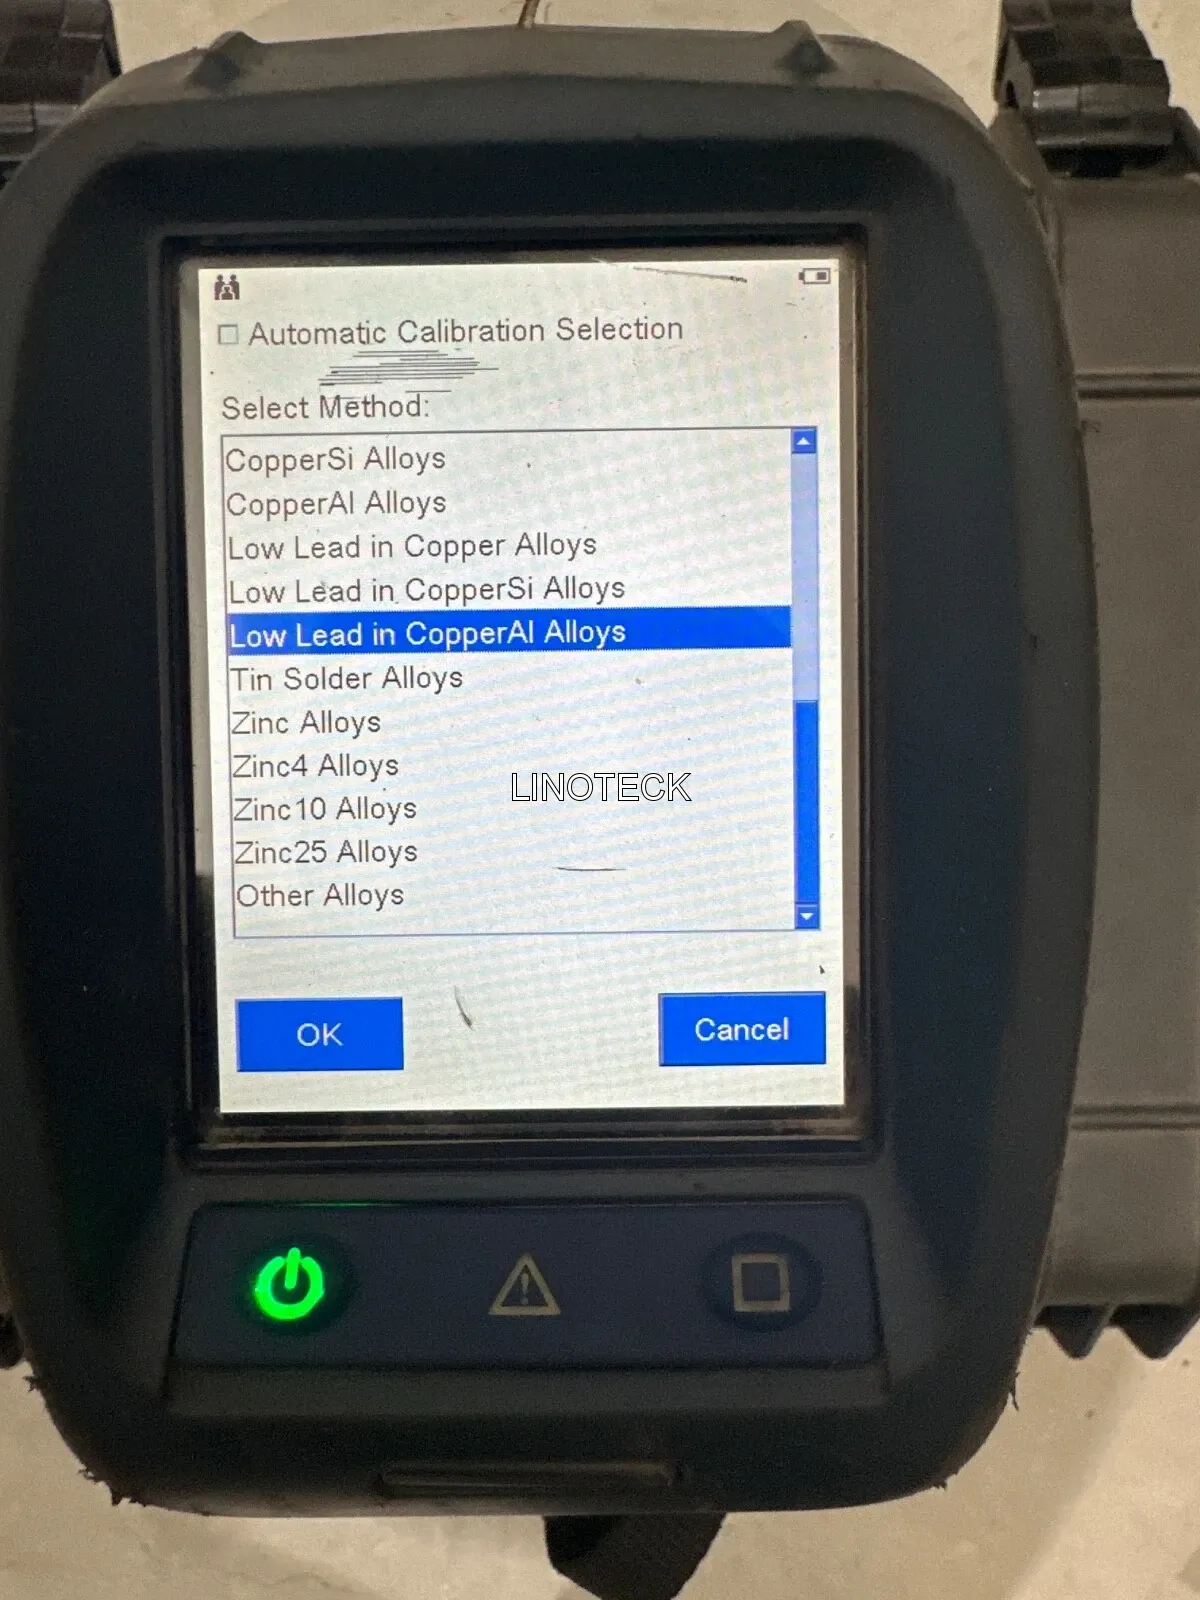 Automatic Calibration Selection
Select Method:
CopperSi Alloys
CopperAl Alloys
Low Lead in Copper Alloys
Low Lead in CopperSi Alloys
Low Lead in CopperAl Alloys
Tin Solder Alloys
Zinc Alloys
Zinc4 Alloys
LINOTECK
Zinc10 Alloys
Zinc25 Alloys
Other Alloys
OK
Cancel